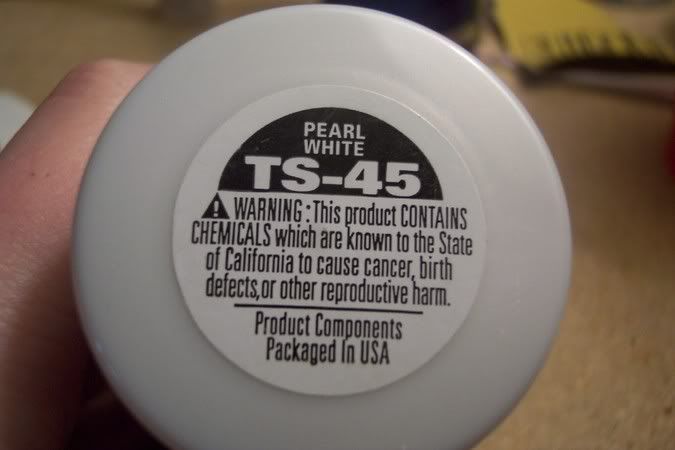 PEARL
WHITE
TS-45
WARNING : This product CONTAINS
CHEMICALS which are known to the State
of California to cause cancer, birth
defects, or other reproductive harm.
Product Components
Packaged In USA